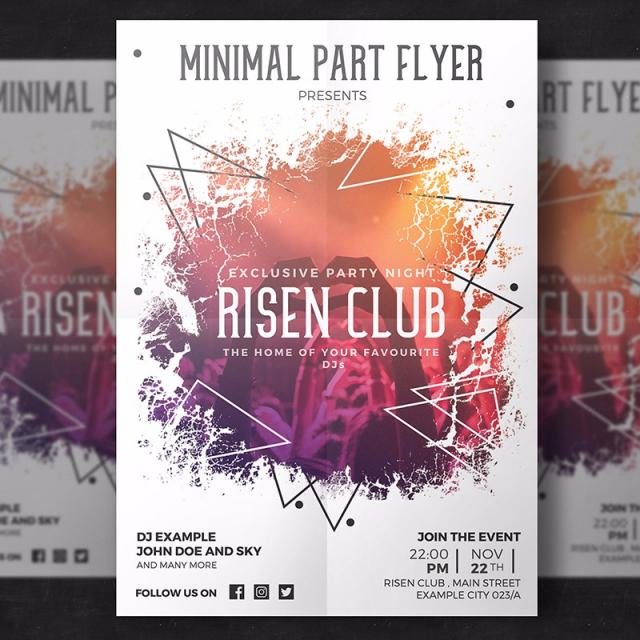 MINIMAL PART FLYER
PRESENTS
EXCLUSIVE PARTY NIGHT
RISEN CLUB
THE HOME OF YOUR FAVOURITE
DJs
DJ EXAMPLE
JOHN DOE AND SKY
AND MANY MORE
FOLLOW US ON
JOIN THE EVENT
22:00 PM | NOV 22 TH |
RISEN CLUB , MAIN STREET
EXAMPLE CITY 023/A